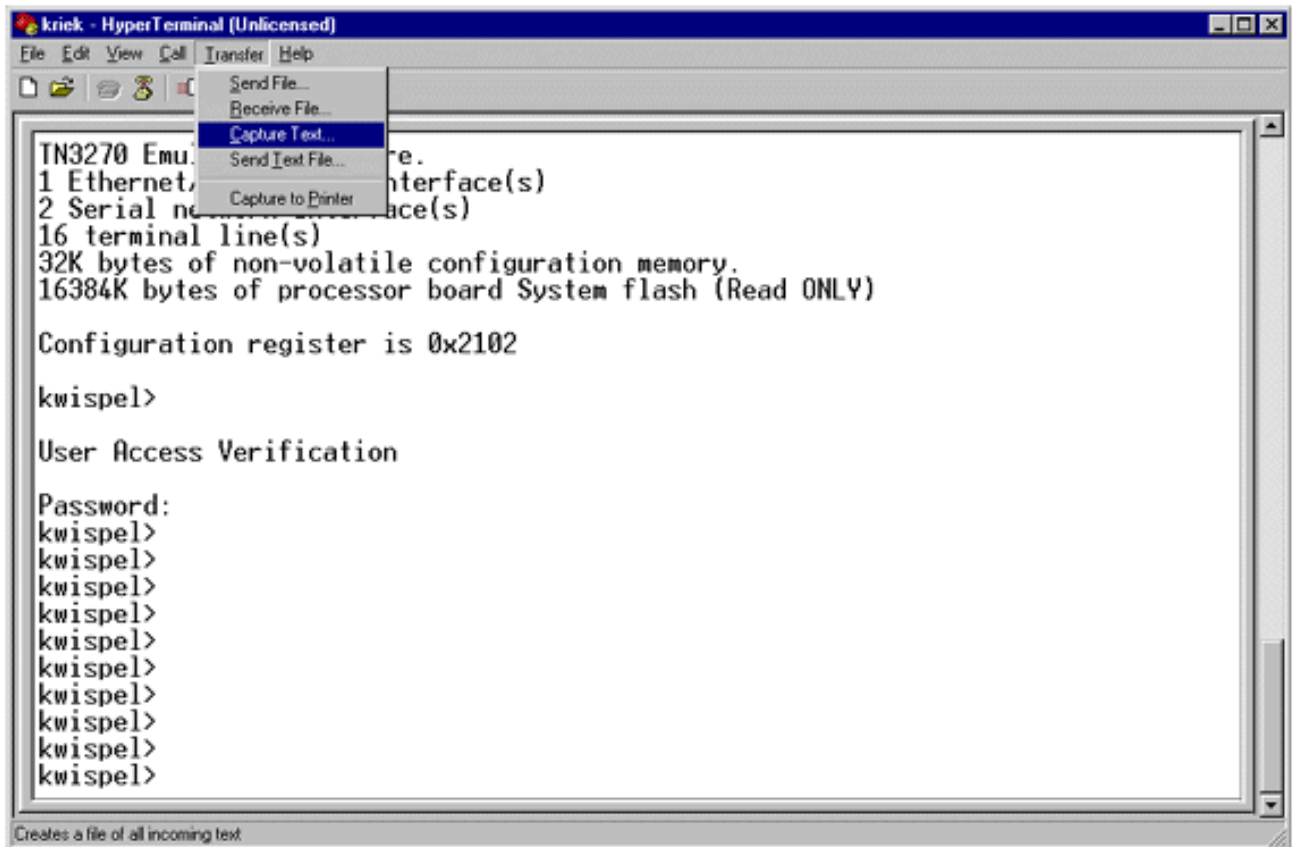 kriek - HyperTerminal (Unlicensed)
File Edit View Call Transfer Help
Send File...
Receive File...
Capture Text...
Send Text File...
Capture to Printer
TN3270 Emu re.
1 Ethernet/ nterface(s)
2 Serial ne ace(s)
16 terminal line(s)
32K bytes of non-volatile configuration memory.
16384K bytes of processor board System flash (Read ONLY)
Configuration register is 0x2102
kwispel>
User Access Verification
Password:
kwispel>
kwispel>
kwispel>
kwispel>
kwispel>
kwispel>
kwispel>
kwispel>
kwispel>
kwispel>
Creates a file of all incoming text